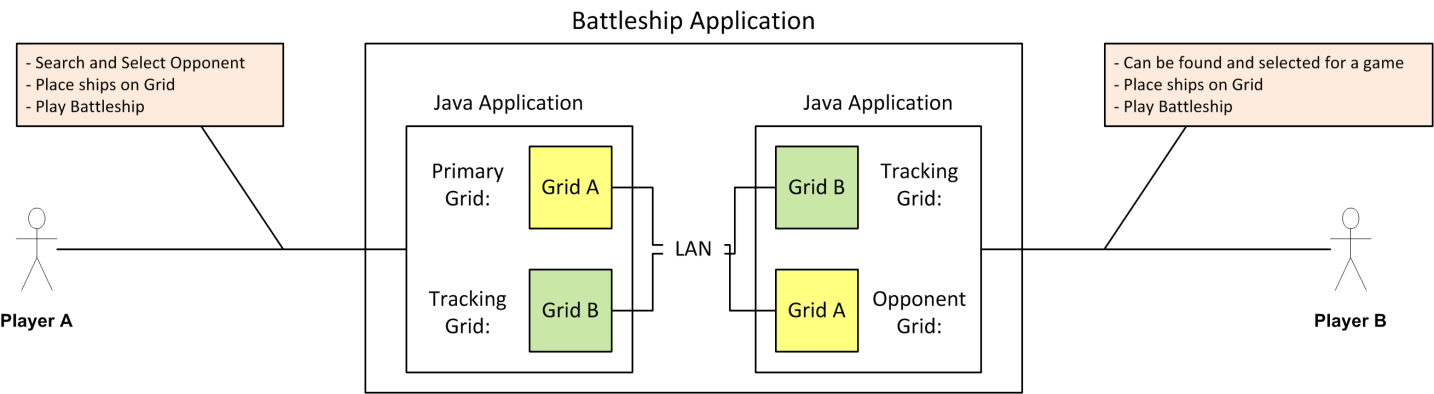 Battleship Application
- Search and Select Opponent
- Place ships on Grid
- Play Battleship
- Can be found and selected for a game
- Place ships on Grid
- Play Battleship
Java Application
Java Application
Primary
Grid:
Grid A
Grid B
Tracking
Grid:
LAN
Tracking
Grid:
Grid B
Grid A
Opponent
Grid:
Player A
Player B